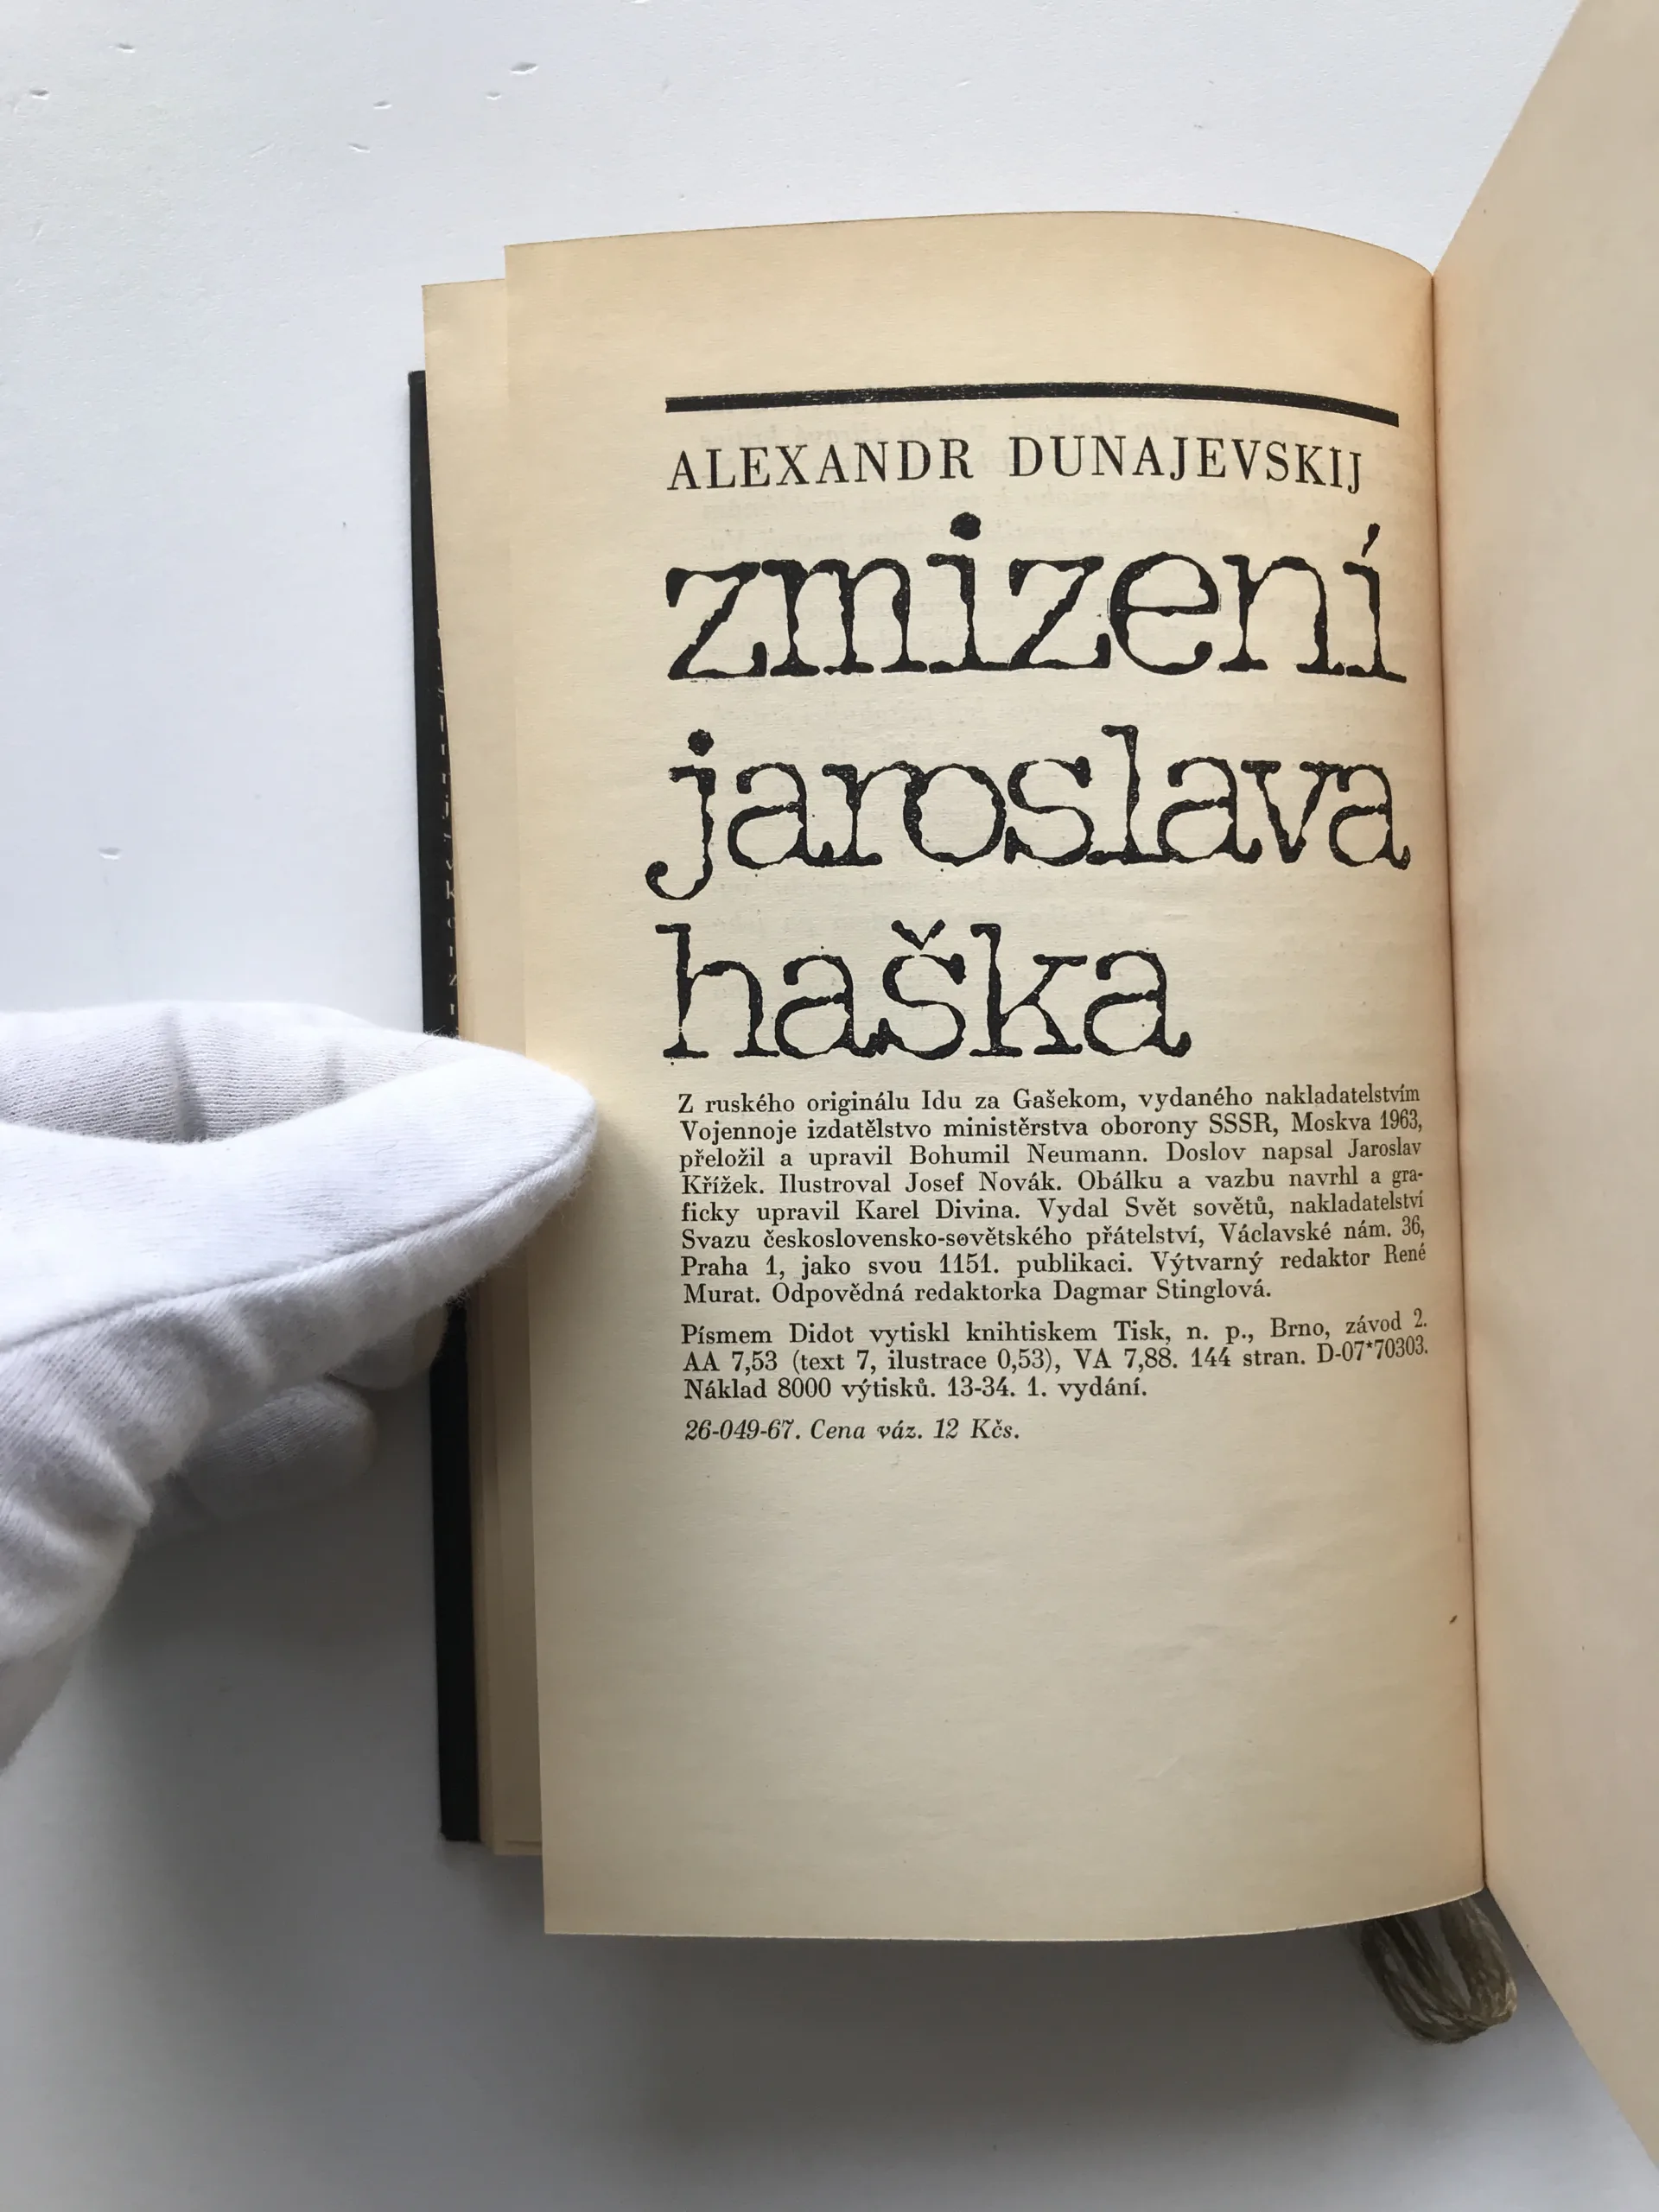 ALEXANDR DUNAJEVSKIJ
zmizení
jaroslava
haška
Z ruského originálu Idu za Gašekom, vydaného nakladatelstvím
Vojennoje izdatělstvo ministěrstva oborony SSSR, Moskva 1963,
přeložil a upravil Bohumil Neumann. Doslov napsal Jaroslav
Křížek. Ilustroval Josef Novák. Obálku a vazbu navrhl a gra-
ficky upravil Karel Divina. Vydal Svět sovětů, nakladatelství
Svazu československo-sovětského přátelství, Václavské nám. 36,
Praha 1, jako svou 1151. publikaci. Výtvarný redaktor René
Murat. Odpovědná redaktorka Dagmar Stinglová.
Písmem Didot vytiskl knihtiskem Tisk, n. p., Brno, závod 2.
AA 7,53 (text 7, ilustrace 0,53), VA 7,88. 144 stran. D-07*70303.
Náklad 8000 výtisků. 13-34. 1. vydání.
26-049-67. Cena váz. 12 Kčs.